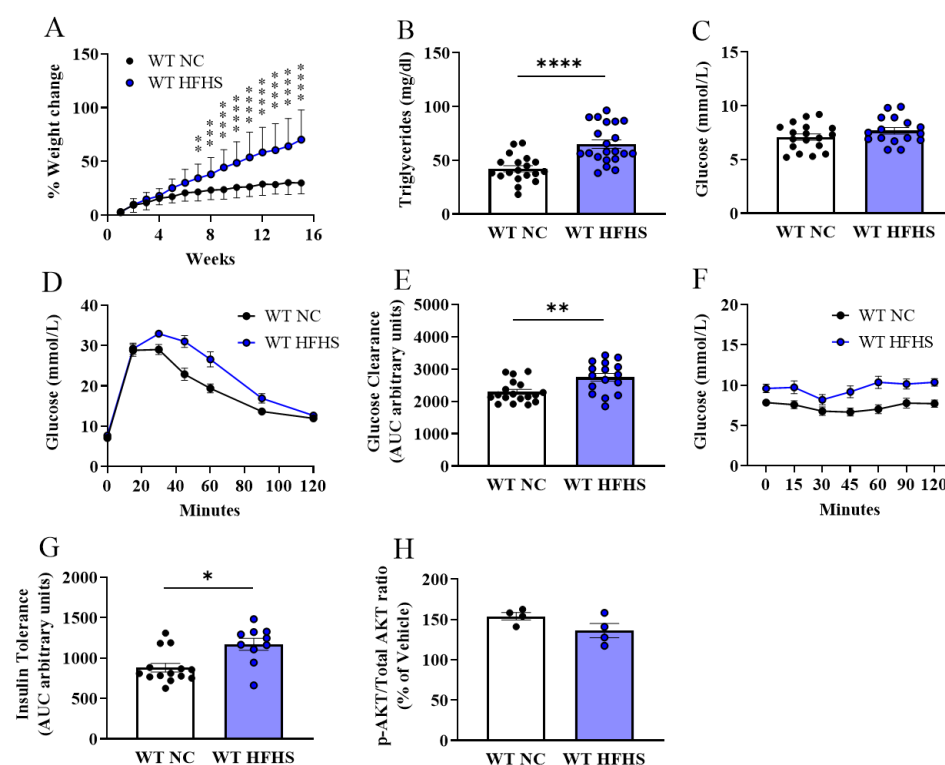 A
% Weight change
150
100
50
0
0 4 8 12 16
Weeks
WT NC
WT HFHS
** ** **** **** **** **** **** **** ****
B
Triglycerides (mg/dl)
150
100
50
0
****
WT NC WT HFHS
C
Glucose (mmol/L)
15
10
5
0
WT NC WT HFHS
D
Glucose (mmol/L)
40
30
20
10
0
0 20 40 60 80 100 120
Minutes
WT NC
WT HFHS
E
Glucose Clearance
(AUC arbitrary units)
5000
4000
3000
2000
1000
0
**
WT NC WT HFHS
F
Glucose (mmol/L)
20
15
10
5
0
0 15 30 45 60 90 120
Minutes
WT NC
WT HFHS
G
Insulin Tolerance
(AUC arbitrary units)
2000
1500
1000
500
0
*
WT NC WT HFHS
H
p-AKT/Total AKT ratio
(% of Vehicle)
150
100
50
0
200
WT NC WT HFHS